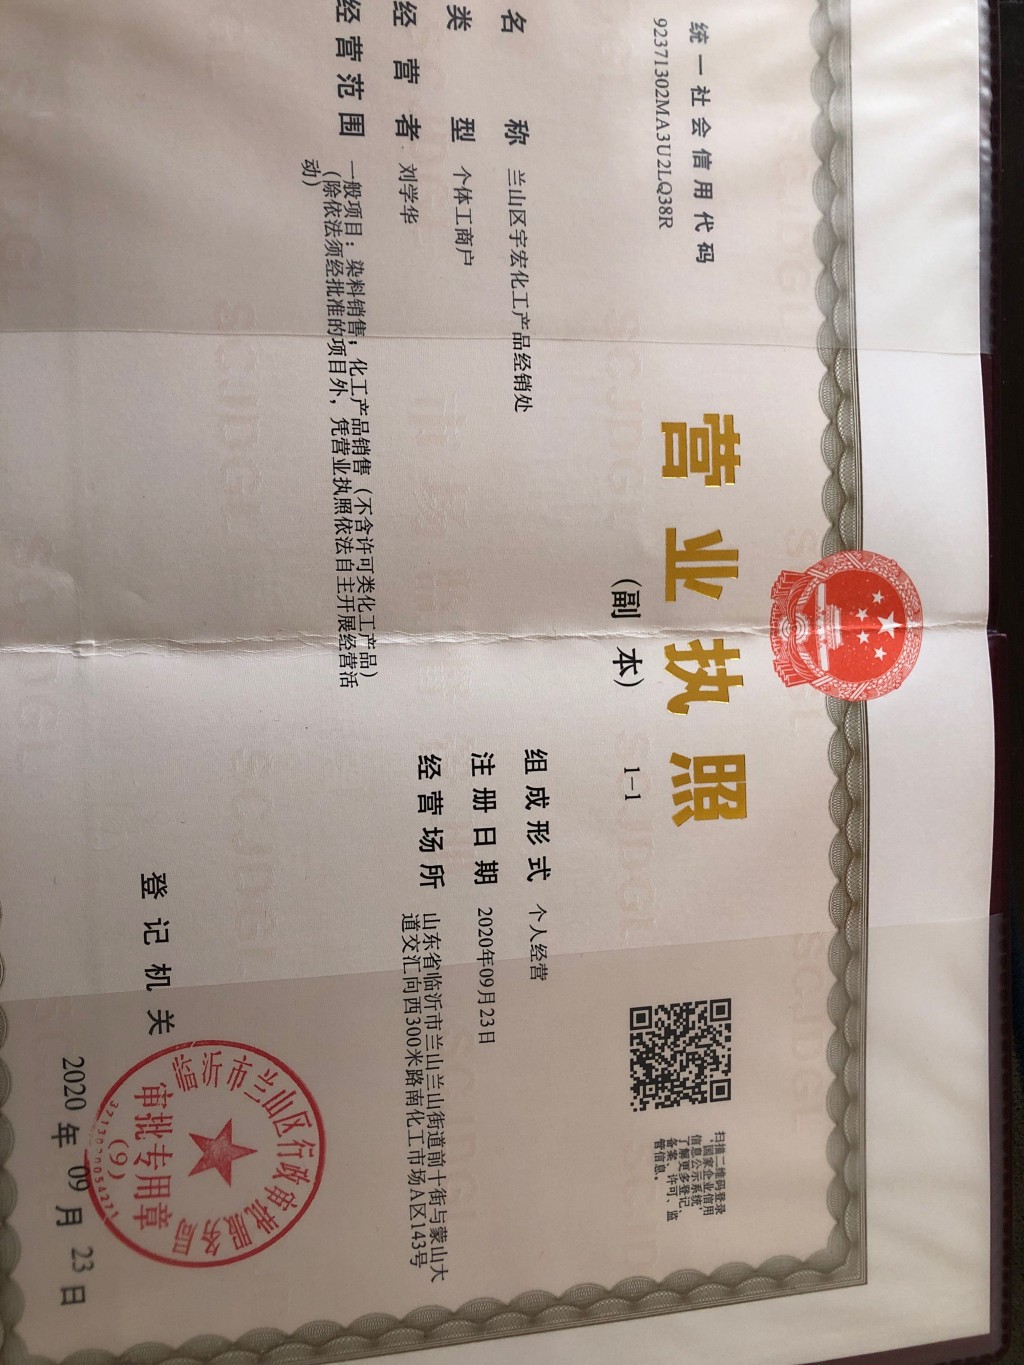 统一社会信用代码
92371302MA3U2LQ38R
营业执照
(副 本) 1-1
扫描二维码登录
"国家企业信用
信息公示系统"
了解更多登记、
备案、许可、监
管信息。
名 称 兰山区宇宏化工产品经销处
类 型 个体工商户
经 营 者 刘学华
经营范围 一般项目：染料销售；化工产品销售（不含许可类化工产品）
（除依法须经批准的项目外，凭营业执照依法自主开展经营活
动）
组成形式 个人经营
注册日期 2020年09月23日
经营场所 山东省临沂市兰山兰山街道前十街与蒙山大
道交汇向西300米路南化工市场A区143号
登记机关
临沂市兰山区行政审批服务局
审批专用章
(9)
3713020054271
2020 年 09 月 23 日
SCJDGL